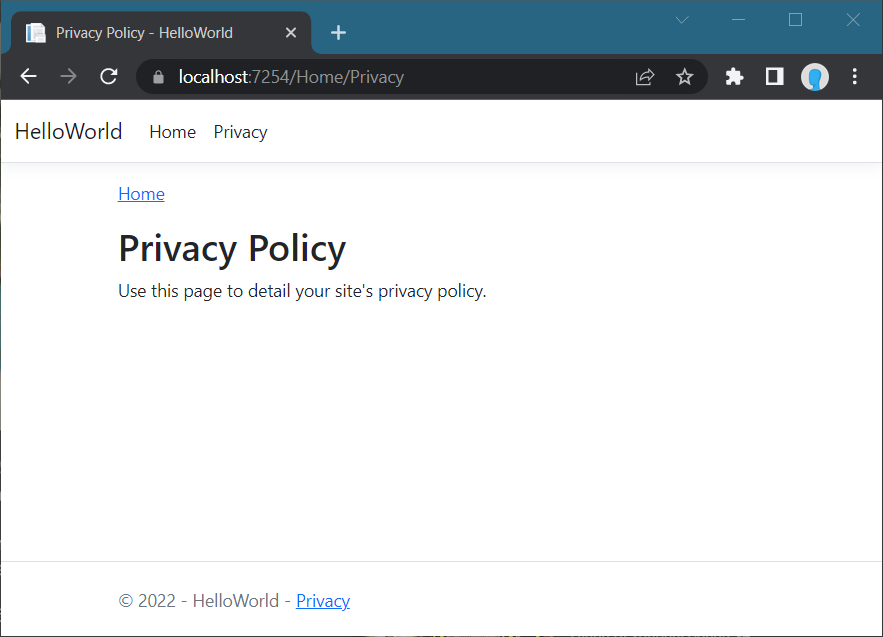 Privacy Policy - HelloWorld
localhost:7254/Home/Privacy
HelloWorld Home Privacy
Home
Privacy Policy
Use this page to detail your site's privacy policy.
© 2022 - HelloWorld - Privacy